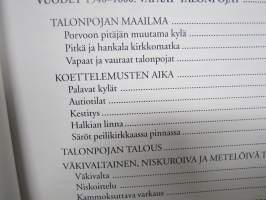 VUODET 1540–1600: VAPAAT TALONPOJAT
TALONPOJAN MAAILMA
Porvoon pitäjän muutama kylä
Pitkä ja hankala kirkkomatka
Vapaat ja vauraat talonpojat
KOETTELEMUSTEN AIKA
Palavat kylät
Autiotilat
Kestitys
Halkian linna
Säröt peilikirkkaassa pinnassa
TALONPOJAN TALOUS
VÄKIVALTAINEN, NISKUROIVA JA METELÖIVÄ T
Väkivalta
Niskoittelu
Kammoksuttava varkaus